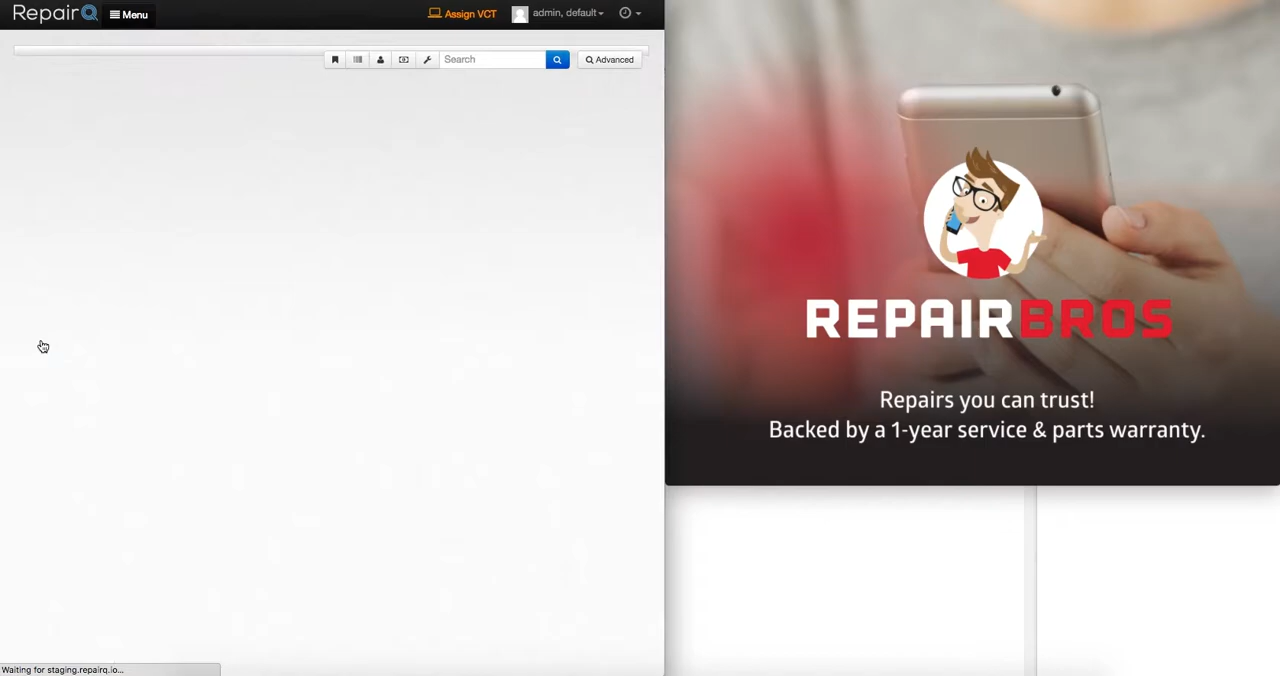 RepairQ
Menu
Assign VCT
admin, default
Search
Advanced
REPAIRBROS
Repairs you can trust!
Backed by a 1-year service & parts warranty.
Waiting for staging.repairq.io...